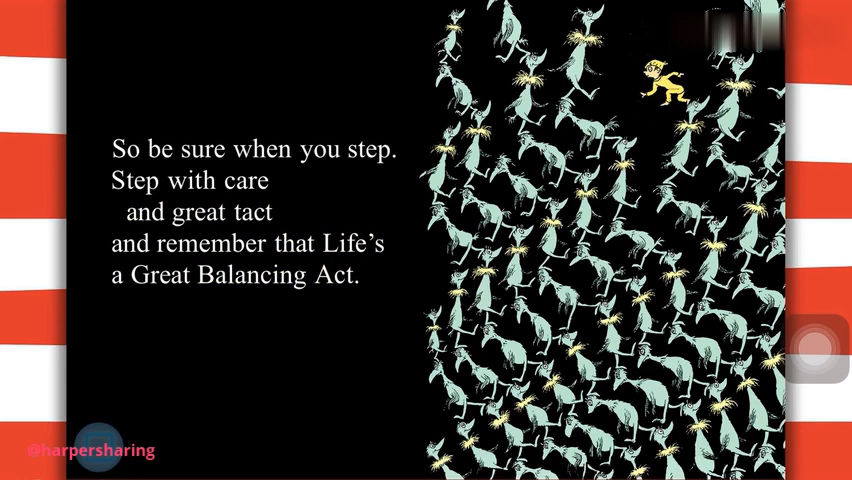 So be sure when you step.
Step with care
and great tact
and remember that Life's
a Great Balancing Act.
@harpersharing